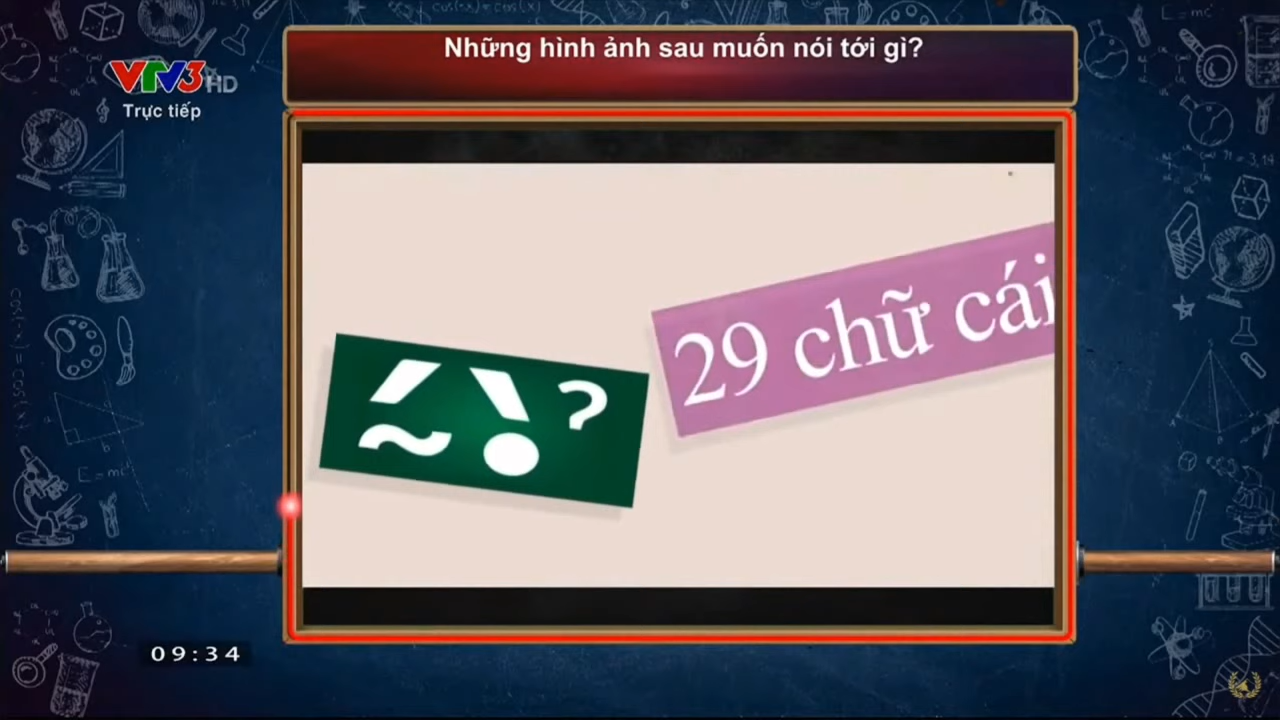 Những hình ảnh sau muốn nói tới gì?
VTV3 HD
Trực tiếp
29 chữ cái
09:34